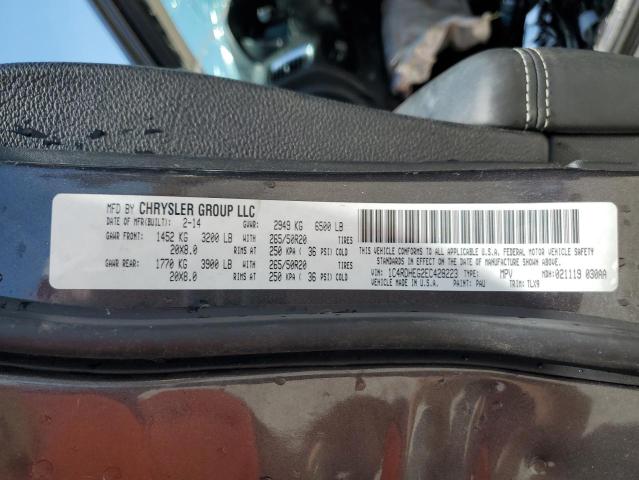 MFD BY CHRYSLER GROUP LLC
DATE OF MFR(BUILT): 2-14 GVWR: 2949 KG 6500 LB
GAWR FRONT: 1452 KG 3200 LB 265/50R20 TIRES
20X8.0 RIMS AT 250 KPA ( 36 PSI) COLD
GAWR REAR: 1770 KG 3900 LB 265/50R20 TIRES
20X8.0 RIMS AT 250 KPA ( 36 PSI) COLD
THIS VEHICLE CONFORMS TO ALL APPLICABLE U.S.A. FEDERAL MOTOR VEHICLE SAFETY
STANDARDS IN EFFECT ON THE DATE OF MANUFACTURE SHOWN ABOVE.
VIN: 1C4RDHEG2EC428223 TYPE: MPV MDH:021119 030AA
VEHICLE MADE IN U.S.A. PAINT: PAU TRIM: TLX9